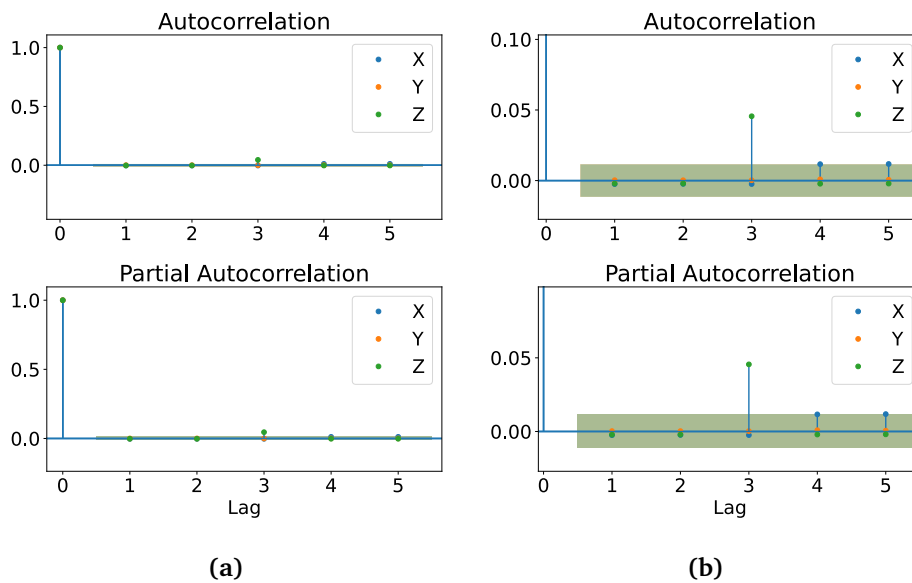 Autocorrelation
1.0
0.5
0.0
X
Y
Z
0 1 2 3 4 5
Partial Autocorrelation
1.0
0.5
0.0
X
Y
Z
0 1 2 3 4 5
Lag
(a)
Autocorrelation
0.10
0.05
0.00
X
Y
Z
0 1 2 3 4 5
Partial Autocorrelation
0.05
0.00
X
Y
Z
0 1 2 3 4 5
Lag
(b)